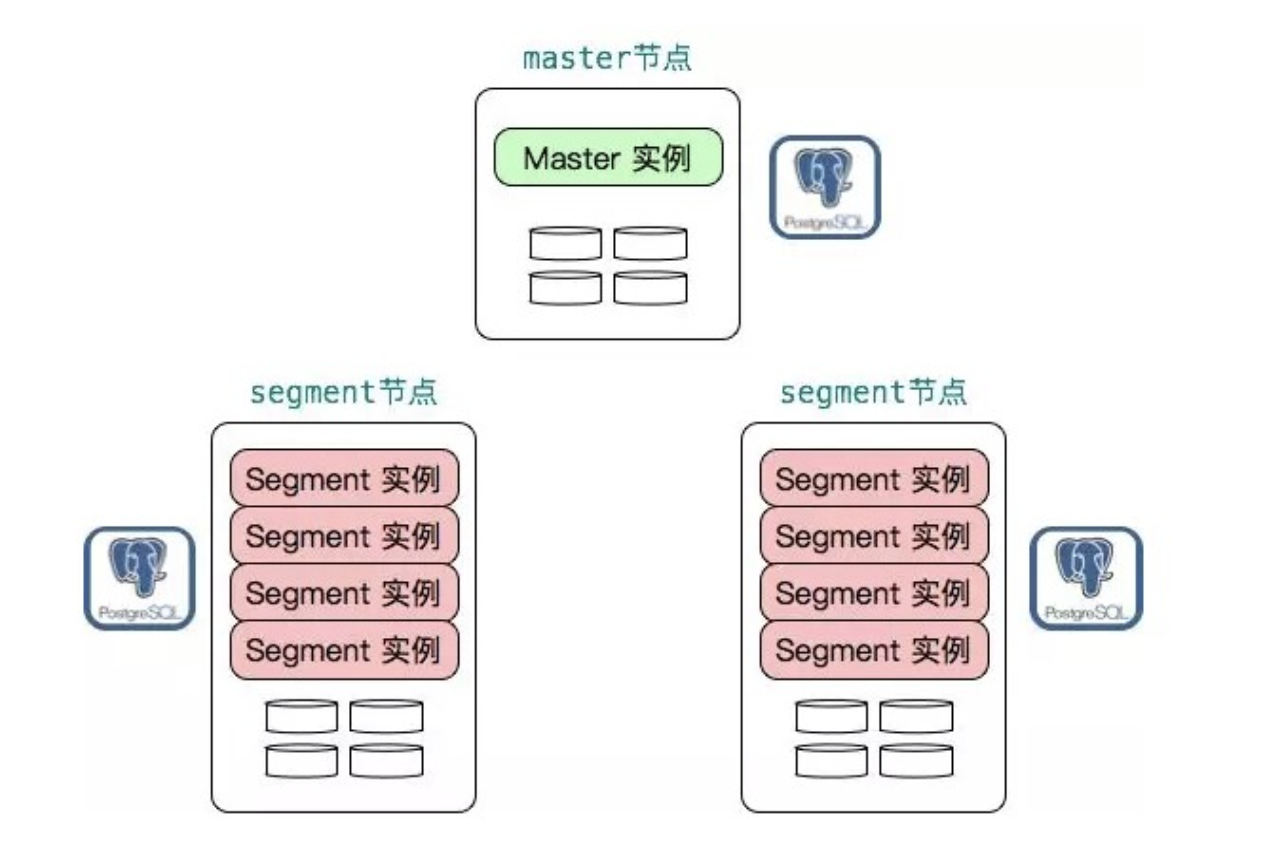 master节点
Master 实例
PostgreSQL
segment节点
segment节点
Segment 实例
Segment 实例
Segment 实例
Segment 实例
PostgreSQL
Segment 实例
Segment 实例
Segment 实例
Segment 实例
PostgreSQL